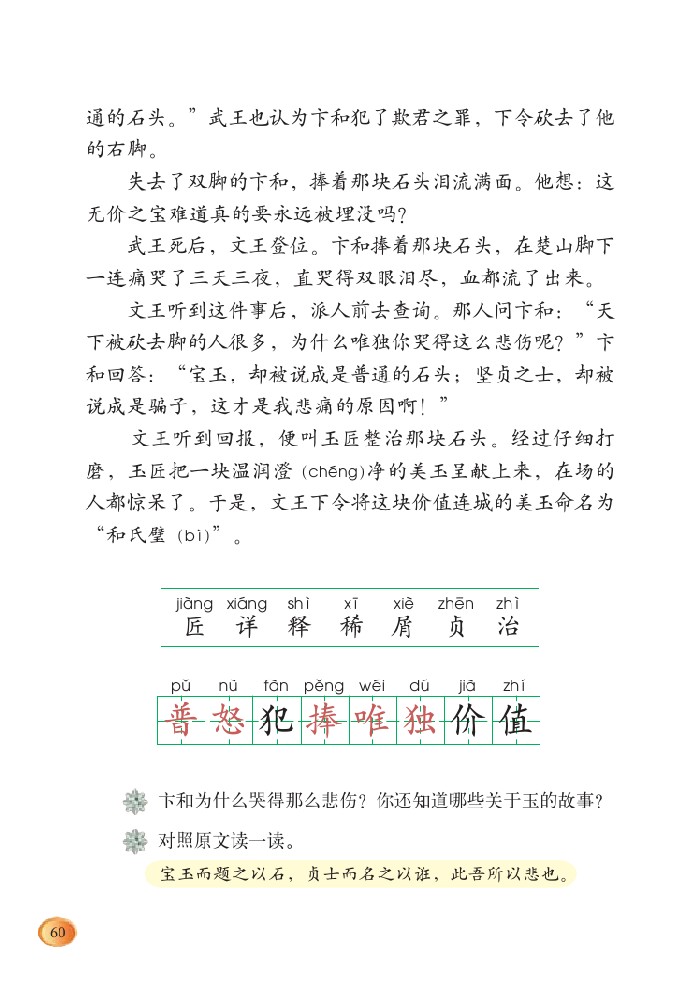 通的石头。”武王也认为卞和犯了欺君之罪，下令砍去了他
的右脚。
失去了双脚的卞和，捧着那块石头泪流满面。他想：这
无价之宝难道真的要永远被埋没吗？
武王死后，文王登位。卞和捧着那块石头，在楚山脚下
一连痛哭了三天三夜，直哭得双眼泪尽，血都流了出来。
文王听到这件事后，派人前去查询。那人问卞和：“天
下被砍去脚的人很多，为什么唯独你哭得这么悲伤呢？”卞
和回答：“宝玉，却被说成是普通的石头；坚贞之士，却被
说成是骗子，这才是我悲痛的原因啊！”
文王听到回报，便叫玉匠整治那块石头。经过仔细打
磨，玉匠把一块温润澄(chéng)净的美玉呈献上来，在场的
人都惊呆了。于是，文王下令将这块价值连城的美玉命名为
“和氏璧（bì）”。
jiàng xiáng shì xī xiè zhēn zhì
匠 详 释 稀 屑 贞 治
pǔ nù fàn pěng wéi dú jià zhí
普 怒 犯 捧 唯 独 价 值
卞和为什么哭得那么悲伤？你还知道哪些关于玉的故事？
对照原文读一读。
宝玉而题之以石，贞士而名之以诳，此吾所以悲也。
60